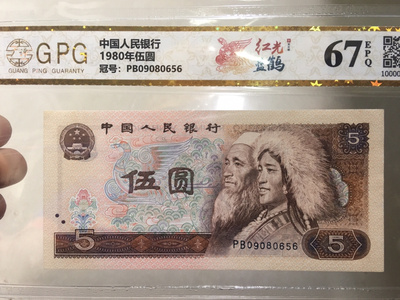 GPG
GUANG PING GUARANTY
中国人民银行
1980年伍圆
冠号：PB09080656
红光
盖鹤
67 EPQ
中国人民银行
5
伍圆
PB09080656
5
5